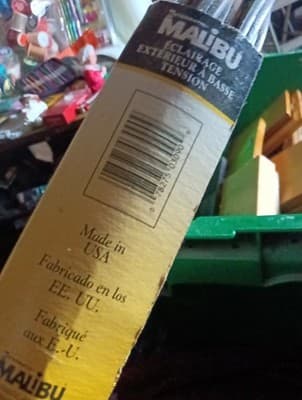 MALIBU
ÉCLAIRAGE
EXTÉRIEUR À BASSE
TENSION
Made in
USA
Fabricado en los
EE. UU.
Fabriqué
aux É.-U.
MALIBU